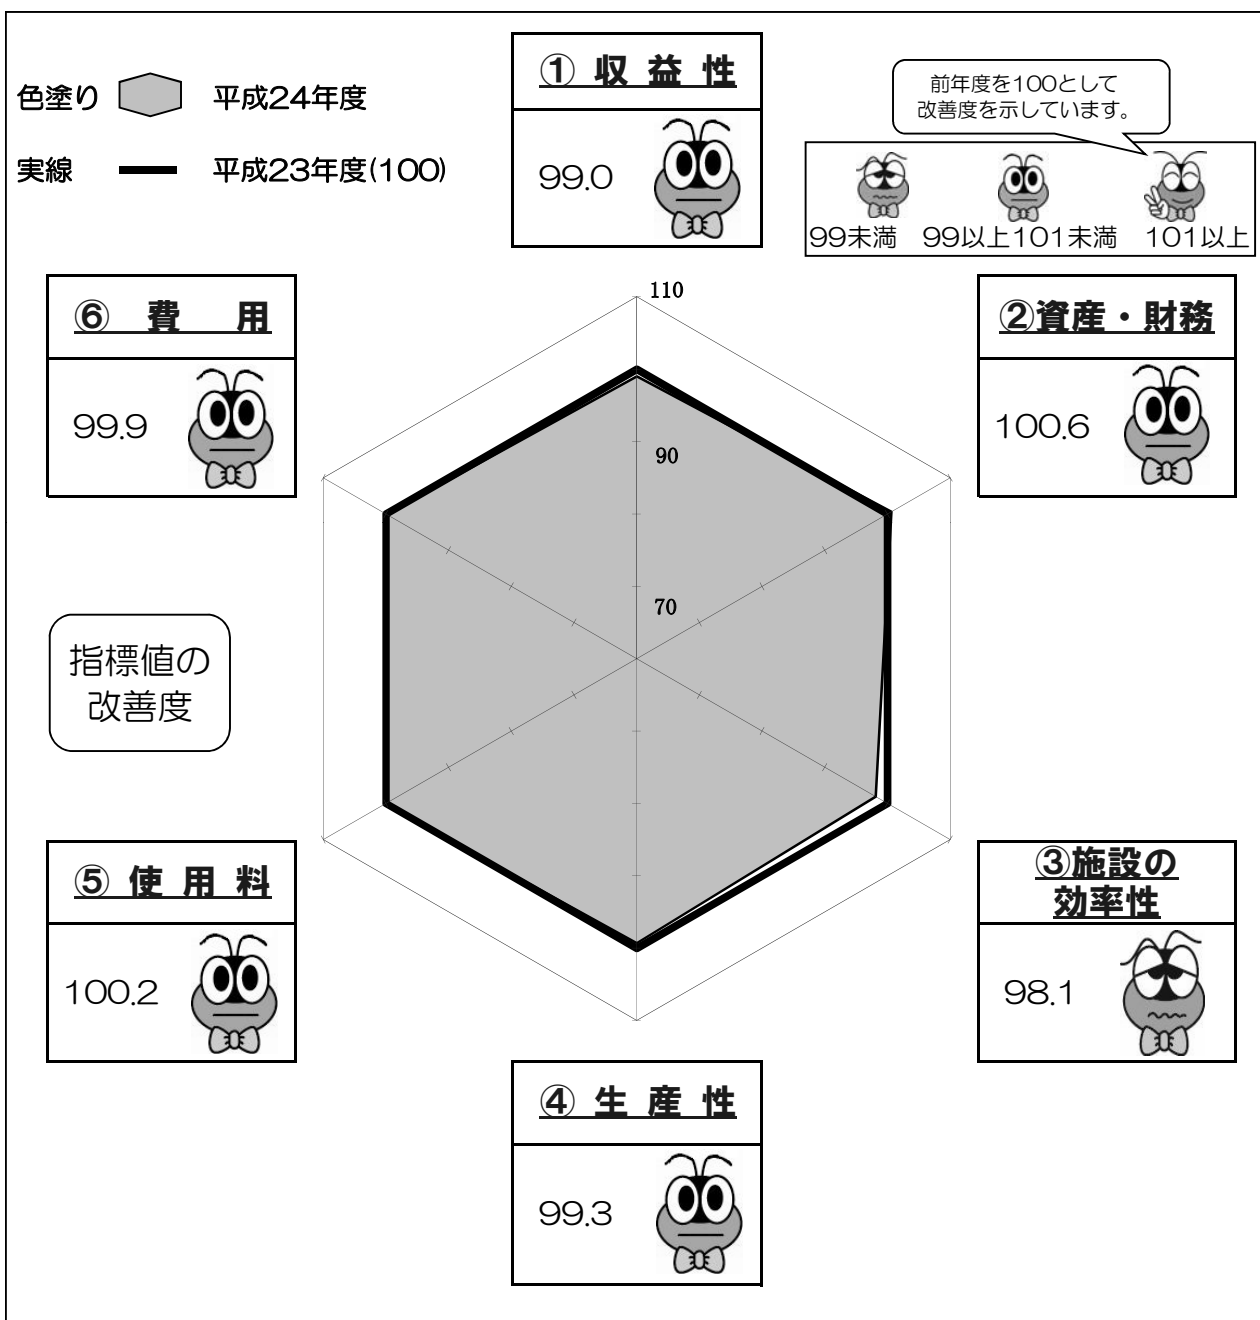 色塗り 平成24年度
実線 平成23年度(100)
① 収 益 性
99.0
前年度を100として
改善度を示しています。
99未満 99以上101未満 101以上
⑥ 費 用
99.9
②資産・財務
100.6
110
90
70
指標値の
改善度
⑤ 使 用 料
100.2
③施設の
効率性
98.1
④ 生 産 性
99.3